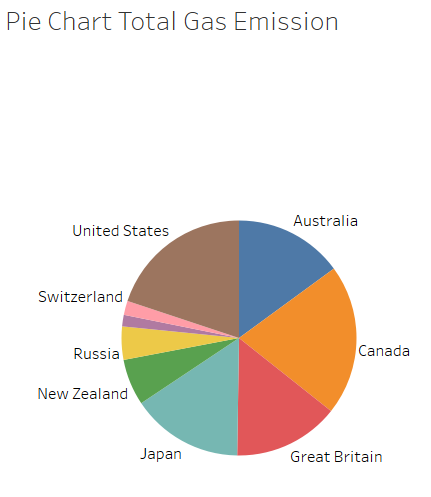 Pie Chart Total Gas Emission
United States
Australia
Switzerland
Canada
Russia
New Zealand
Japan
Great Britain